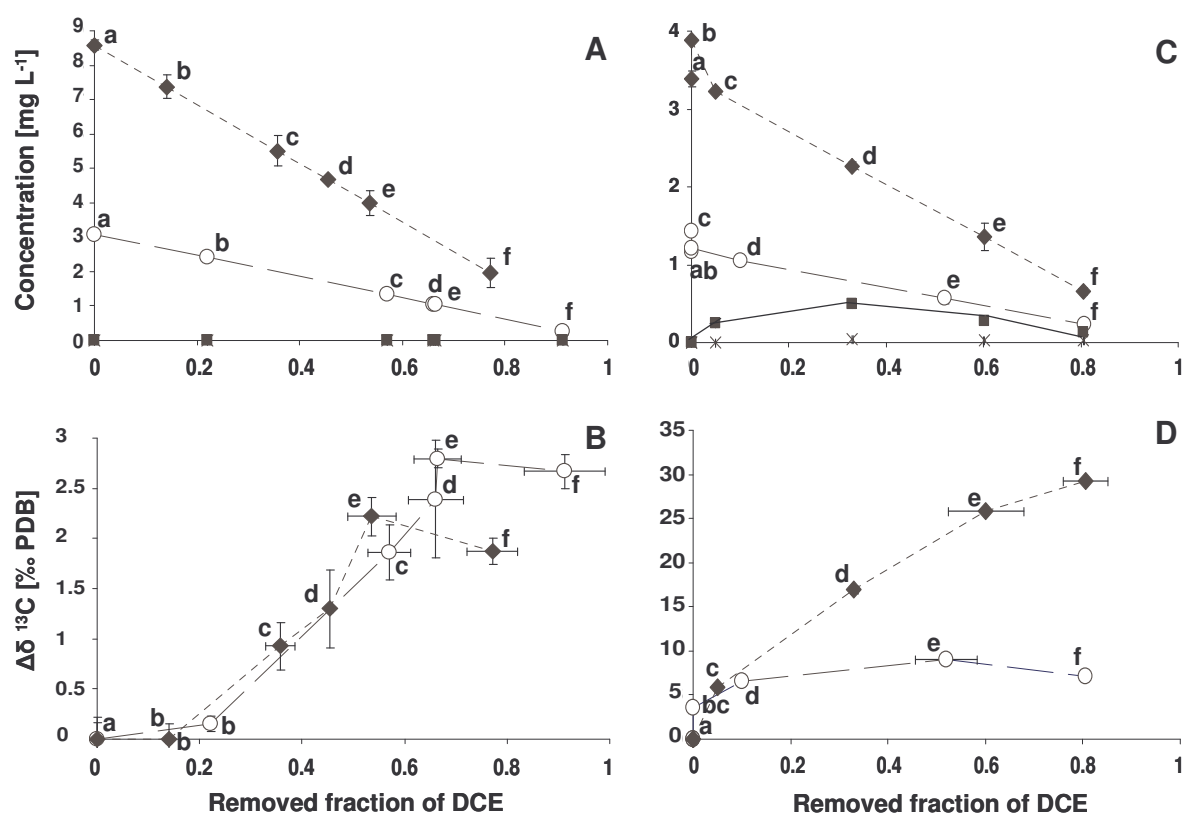 A
Concentration [mg L-1]
9
8
7
6
5
4
3
2
1
0
a
b
c
d
e
f
a
b
c
d
e
f
0
0.2
0.4
0.6
0.8
1
C
4
3
2
1
0
b
a
c
d
e
f
c
ab
d
e
f
0
0.2
0.4
0.6
0.8
1
B
Δδ 13C [‰ PDB]
3
2.5
2
1.5
1
0.5
0
a
b
b
b
c
d
e
f
c
d
e
f
0
0.2
0.4
0.6
0.8
1
Removed fraction of DCE
D
35
30
25
20
15
10
5
0
a
bc
c
d
e
f
d
e
f
0
0.2
0.4
0.6
0.8
1
Removed fraction of DCE